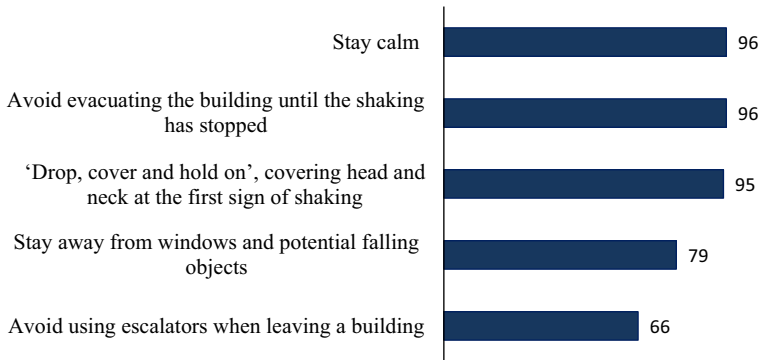 Stay calm
96
Avoid evacuating the building until the shaking
has stopped
96
‘Drop, cover and hold on’, covering head and
neck at the first sign of shaking
95
Stay away from windows and potential falling
objects
79
Avoid using escalators when leaving a building
66